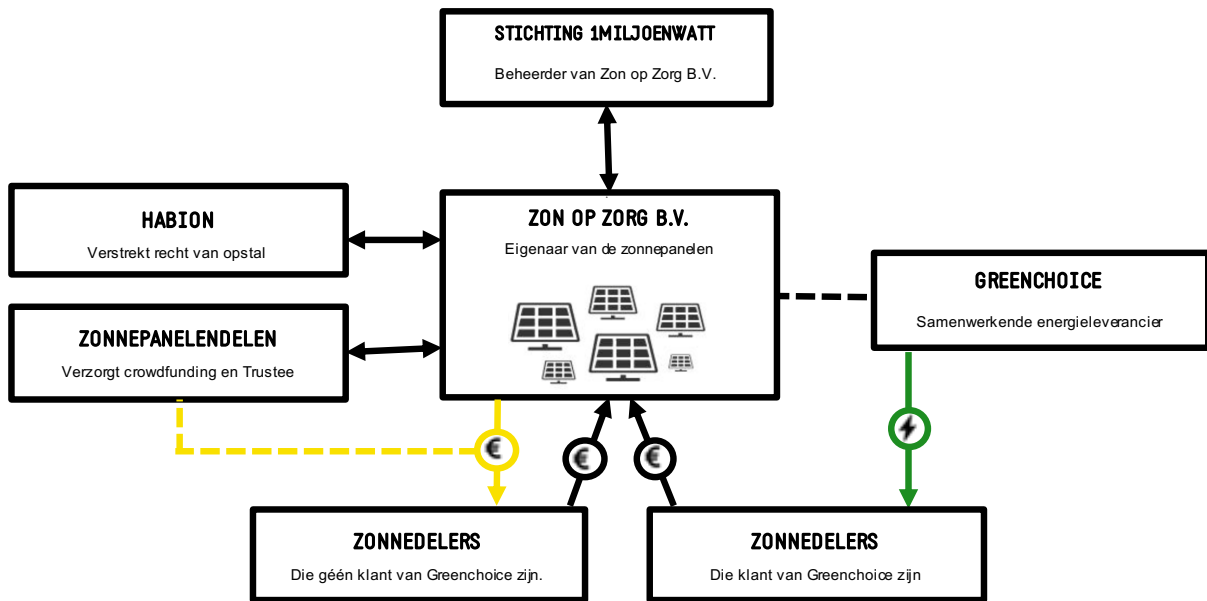 STICHTING 1MILJOENWATT
Beheerder van Zon op Zorg B.V.
HABION
Verstrekt recht van opstal
ZON OP ZORG B.V.
Eigenaar van de zonnepanelen
GREENCHOICE
Samenwerkende energieleverancier
ZONNEPANELENDELEN
Verzorgt crowdfunding en Trustee
€
€
€
ZONNEDELERS
Die géén klant van Greenchoice zijn.
ZONNEDELERS
Die klant van Greenchoice zijn